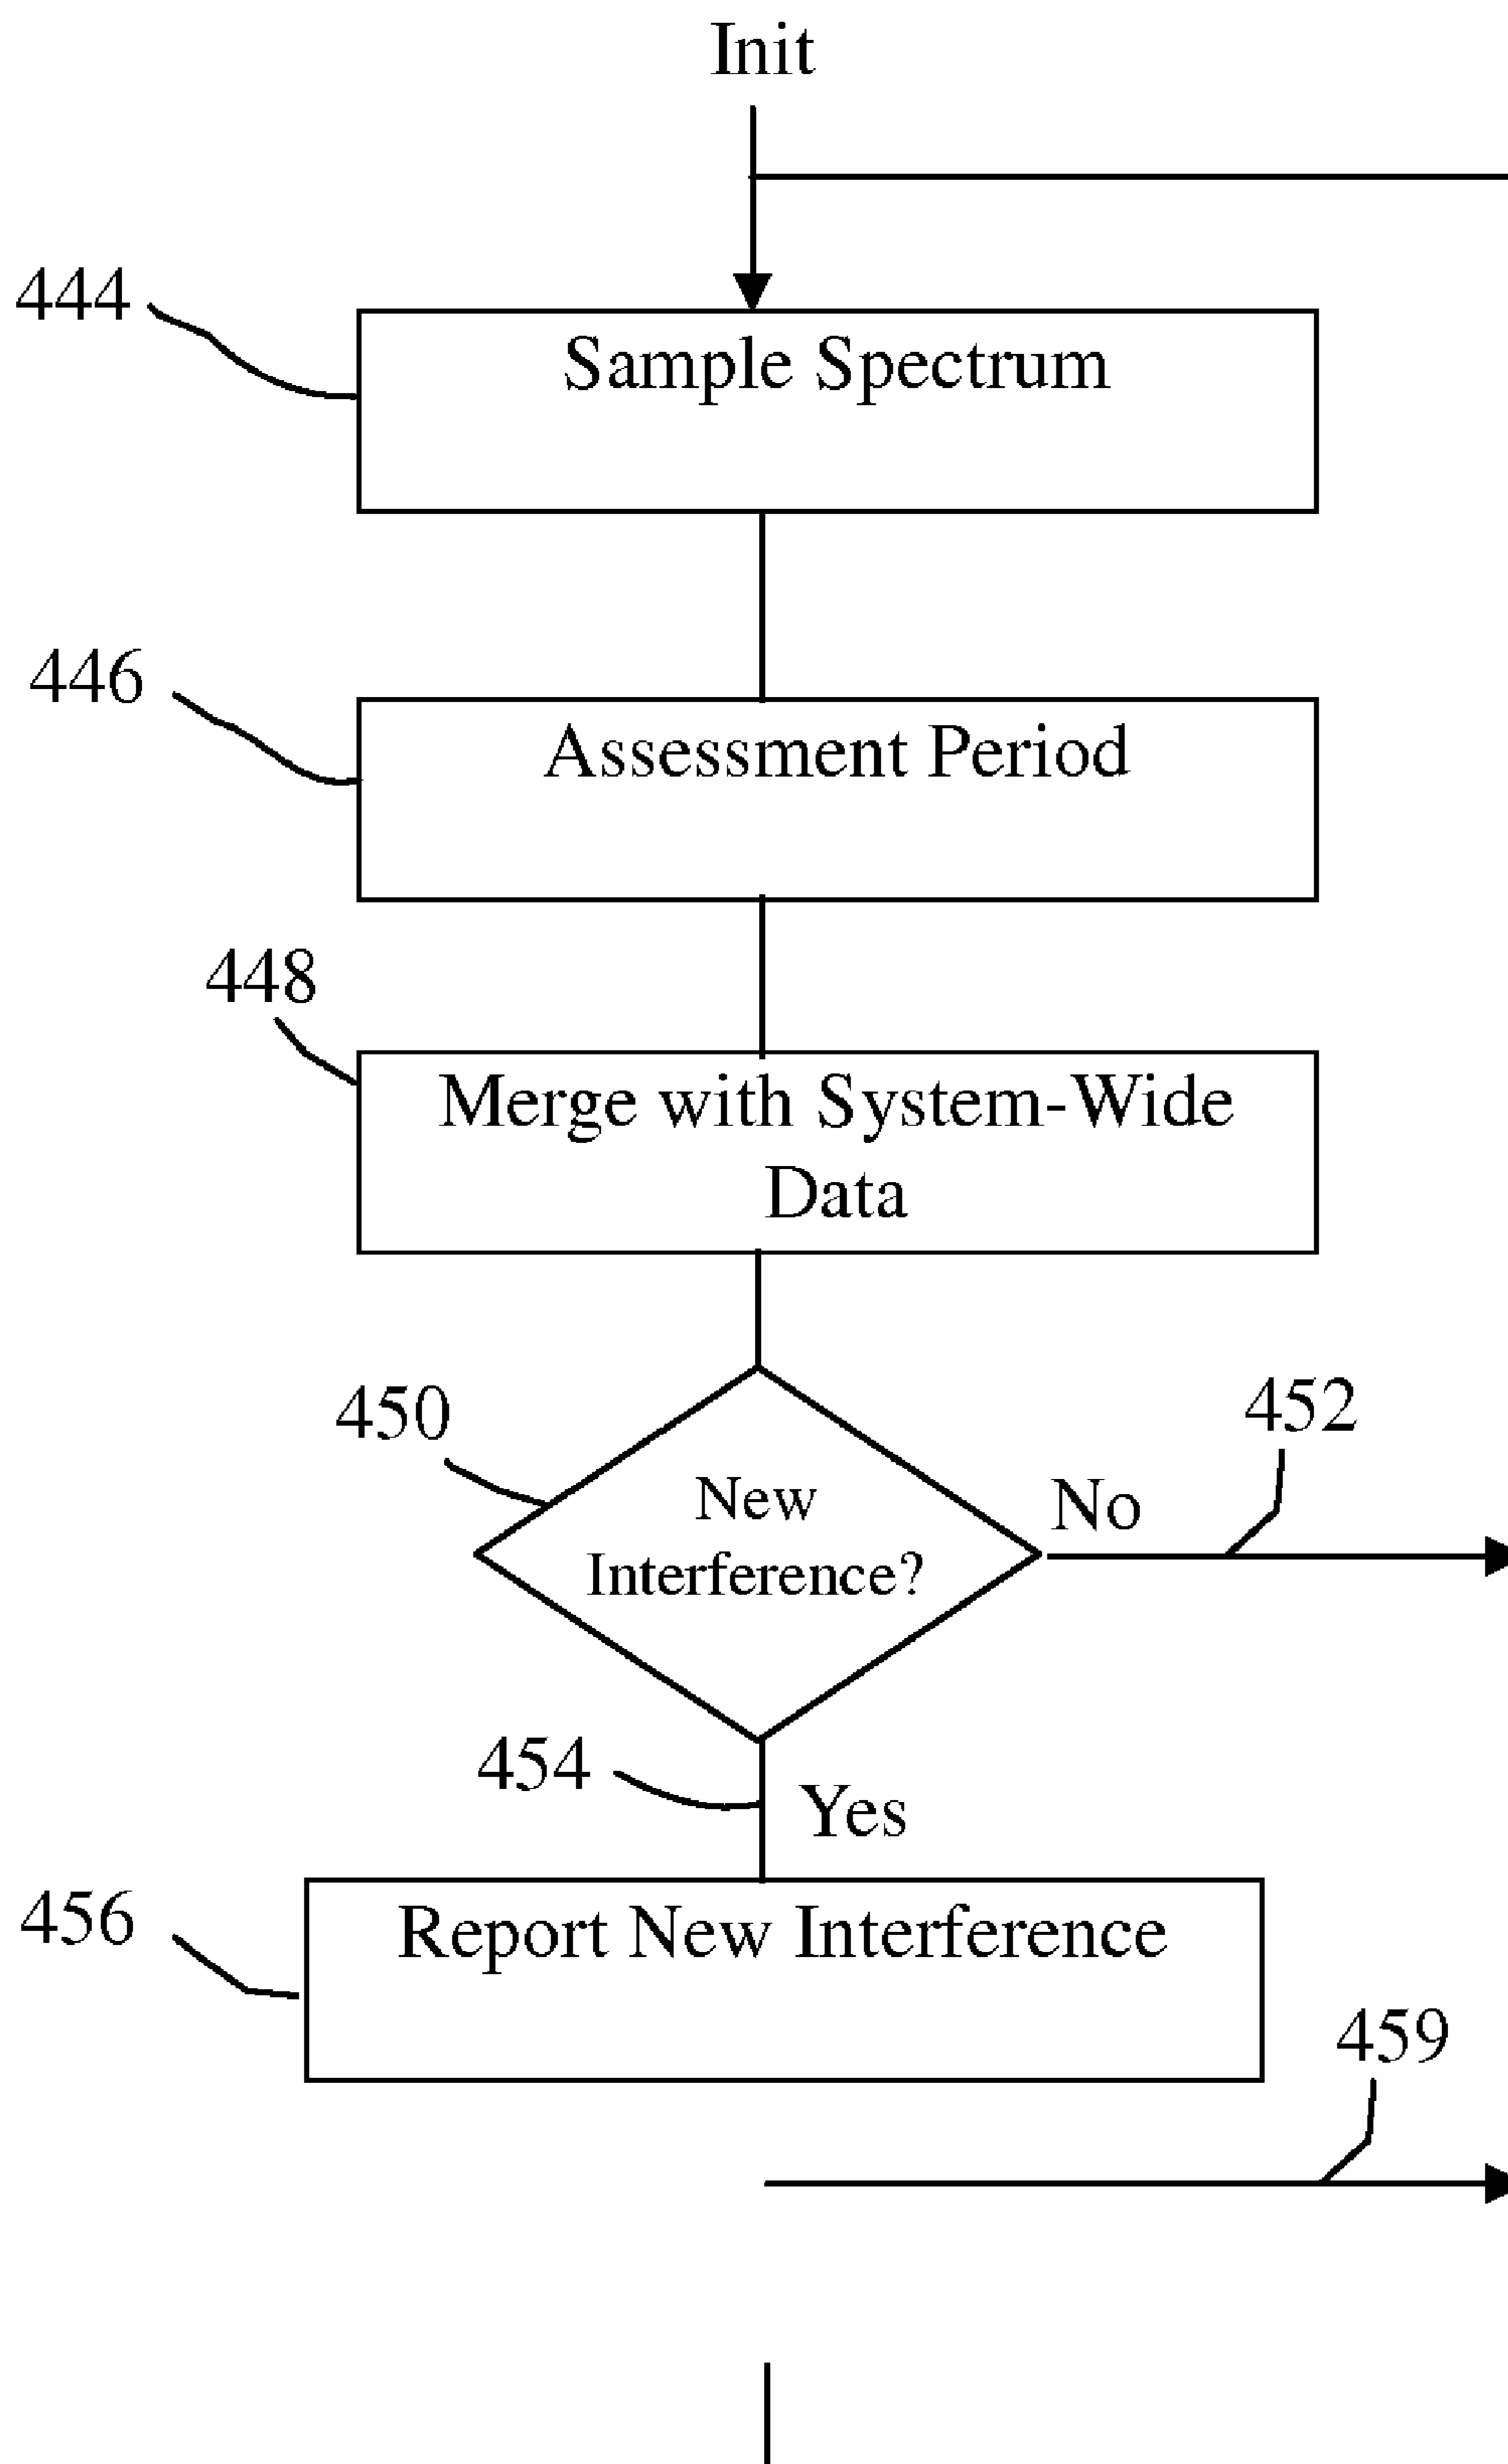 Init
444
Sample Spectrum
446
Assessment Period
448
Merge with System-Wide
Data
450
452
New
No
Interference?
454
Yes
456
Report New Interference
459